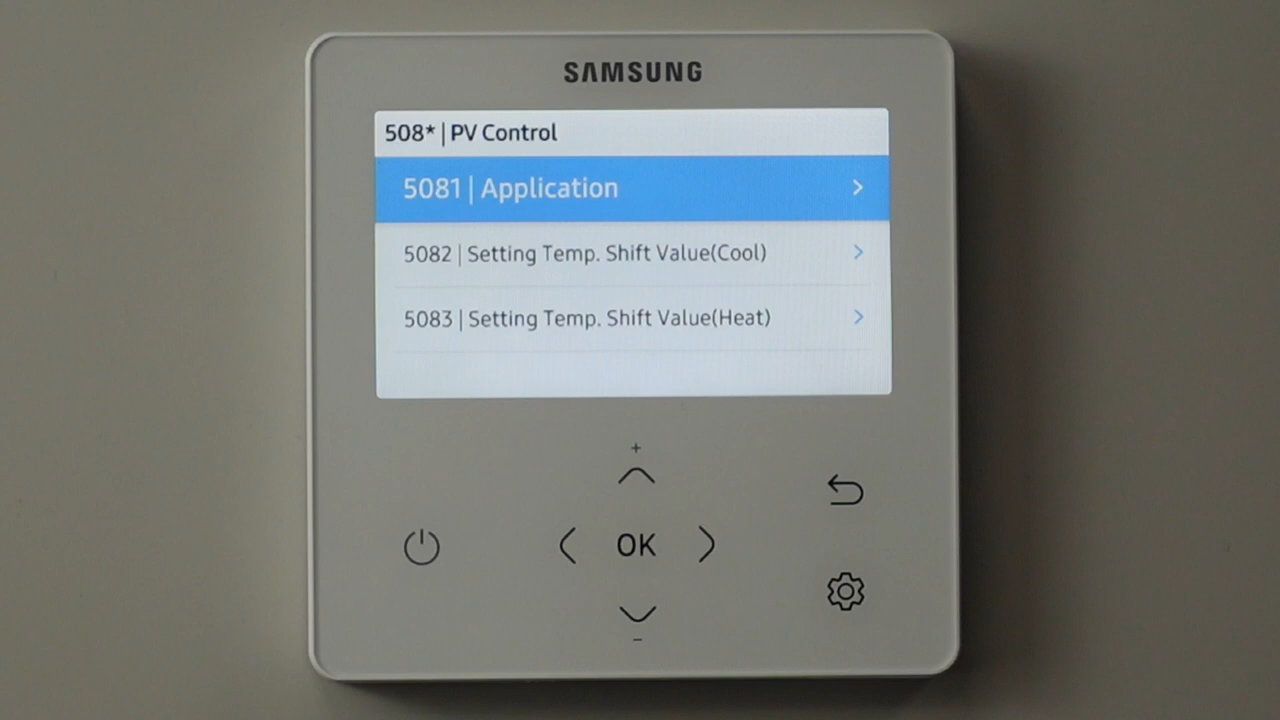 SAMSUNG
508* | PV Control
5081 | Application
5082 | Setting Temp. Shift Value(Cool)
5083 | Setting Temp. Shift Value(Heat)
+
OK
−